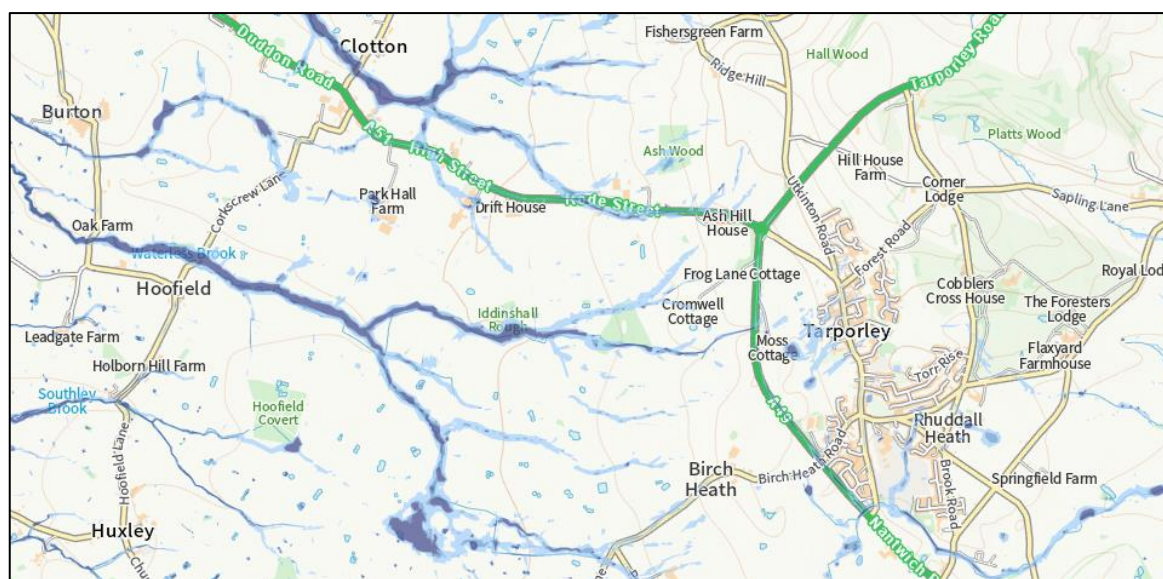 Fishersgreen Farm
Clotton
Hall Wood
Duddon Road
Ridge Hill
Tarporley Road
Burton
Platts Wood
A51
High Street
Ash Wood
Utkinton Road
Hill House
Farm
Corkscrew Lane
Park Hall
Farm
Drift House
Rode Street
Corner
Lodge
Sapling Lane
Ash Hill
House
Oak Farm
Forest Road
Waterless Brook
Hoofield
Frog Lane Cottage
Royal Lod
Cobblers
Cross House
Cromwell
Cottage
The Foresters
Lodge
Iddinshall
Rough
Leadgate Farm
Moss
Cottage
Tarporley
Flaxyard
Farmhouse
Holborn Hill Farm
Torr Rise
Southley
Brook
Hoofield
Covert
A49
Rhuddall
Heath
Hoofield Lane
Birch
Heath
Birch Heath Road
Brook Road
Springfield Farm
Huxley
Nantwich
Chu